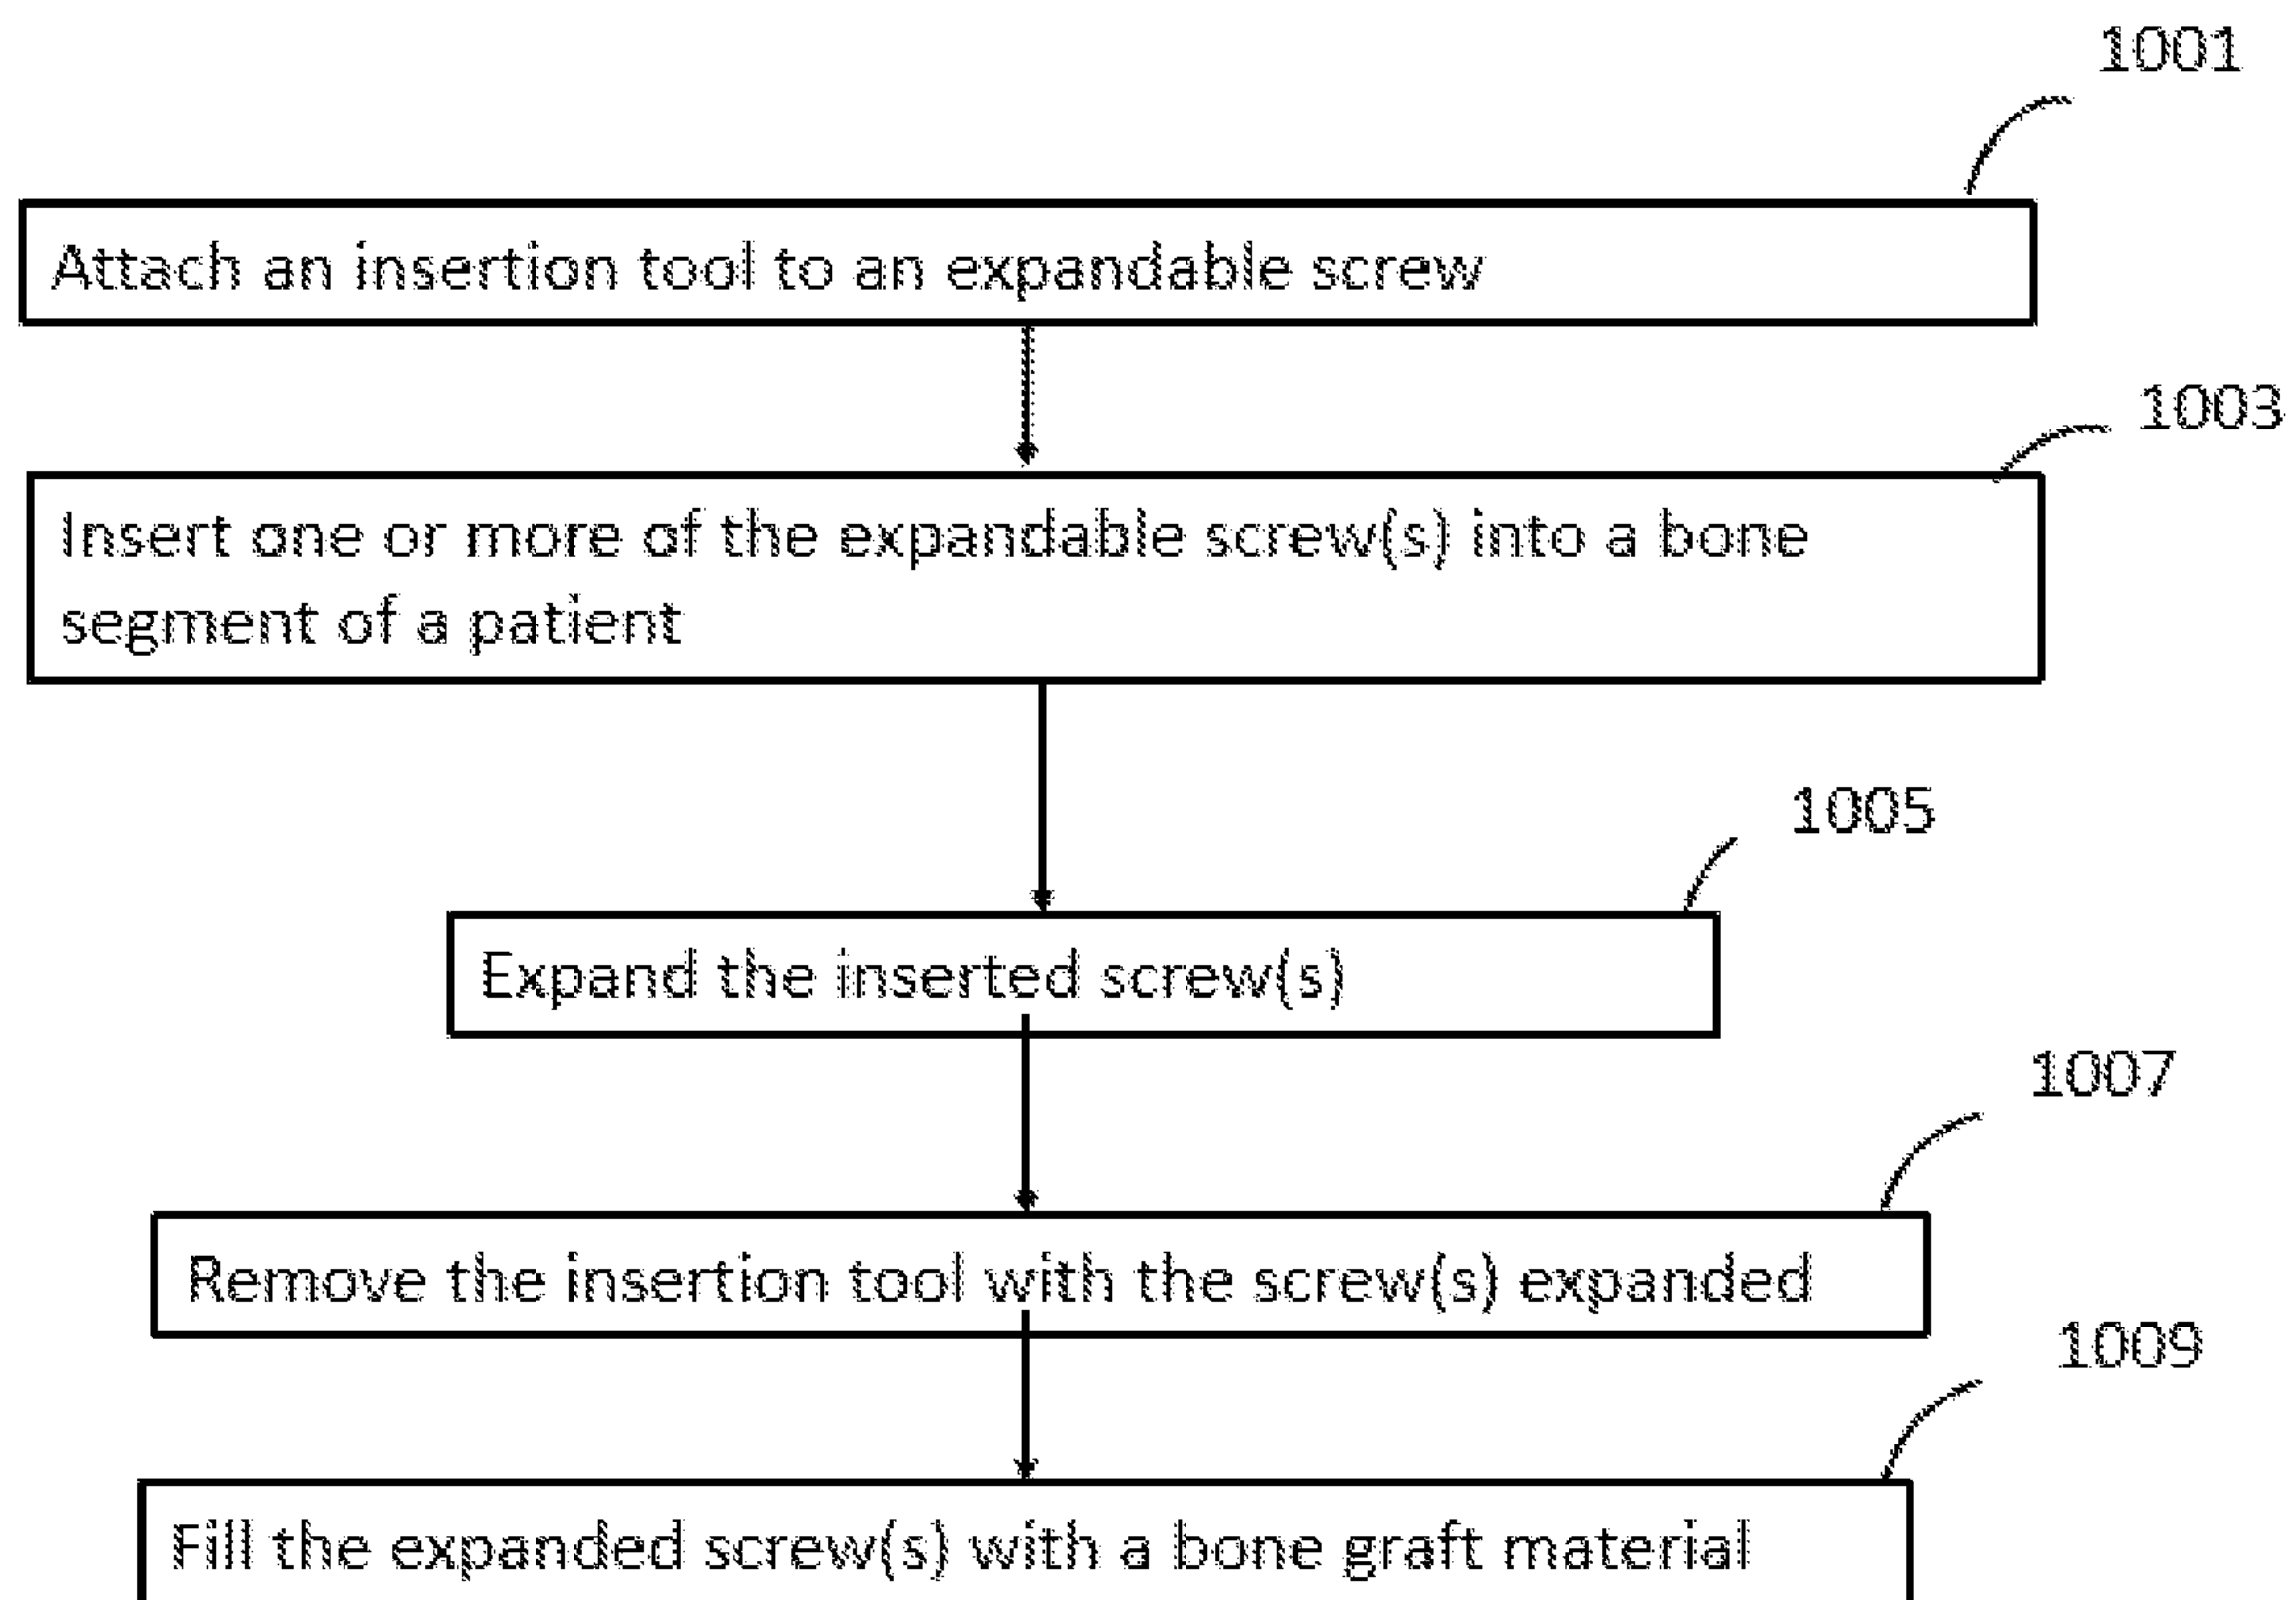 1001
Attach an insertion tool to an expandable screw
1003
Insert one or more of the expandable screw(s) into a bone
segment of a patient
1005
Expand the inserted screw(s)
1007
Remove the insertion tool with the screw(s) expanded
1009
Fill the expanded screw(s) with a bone graft material